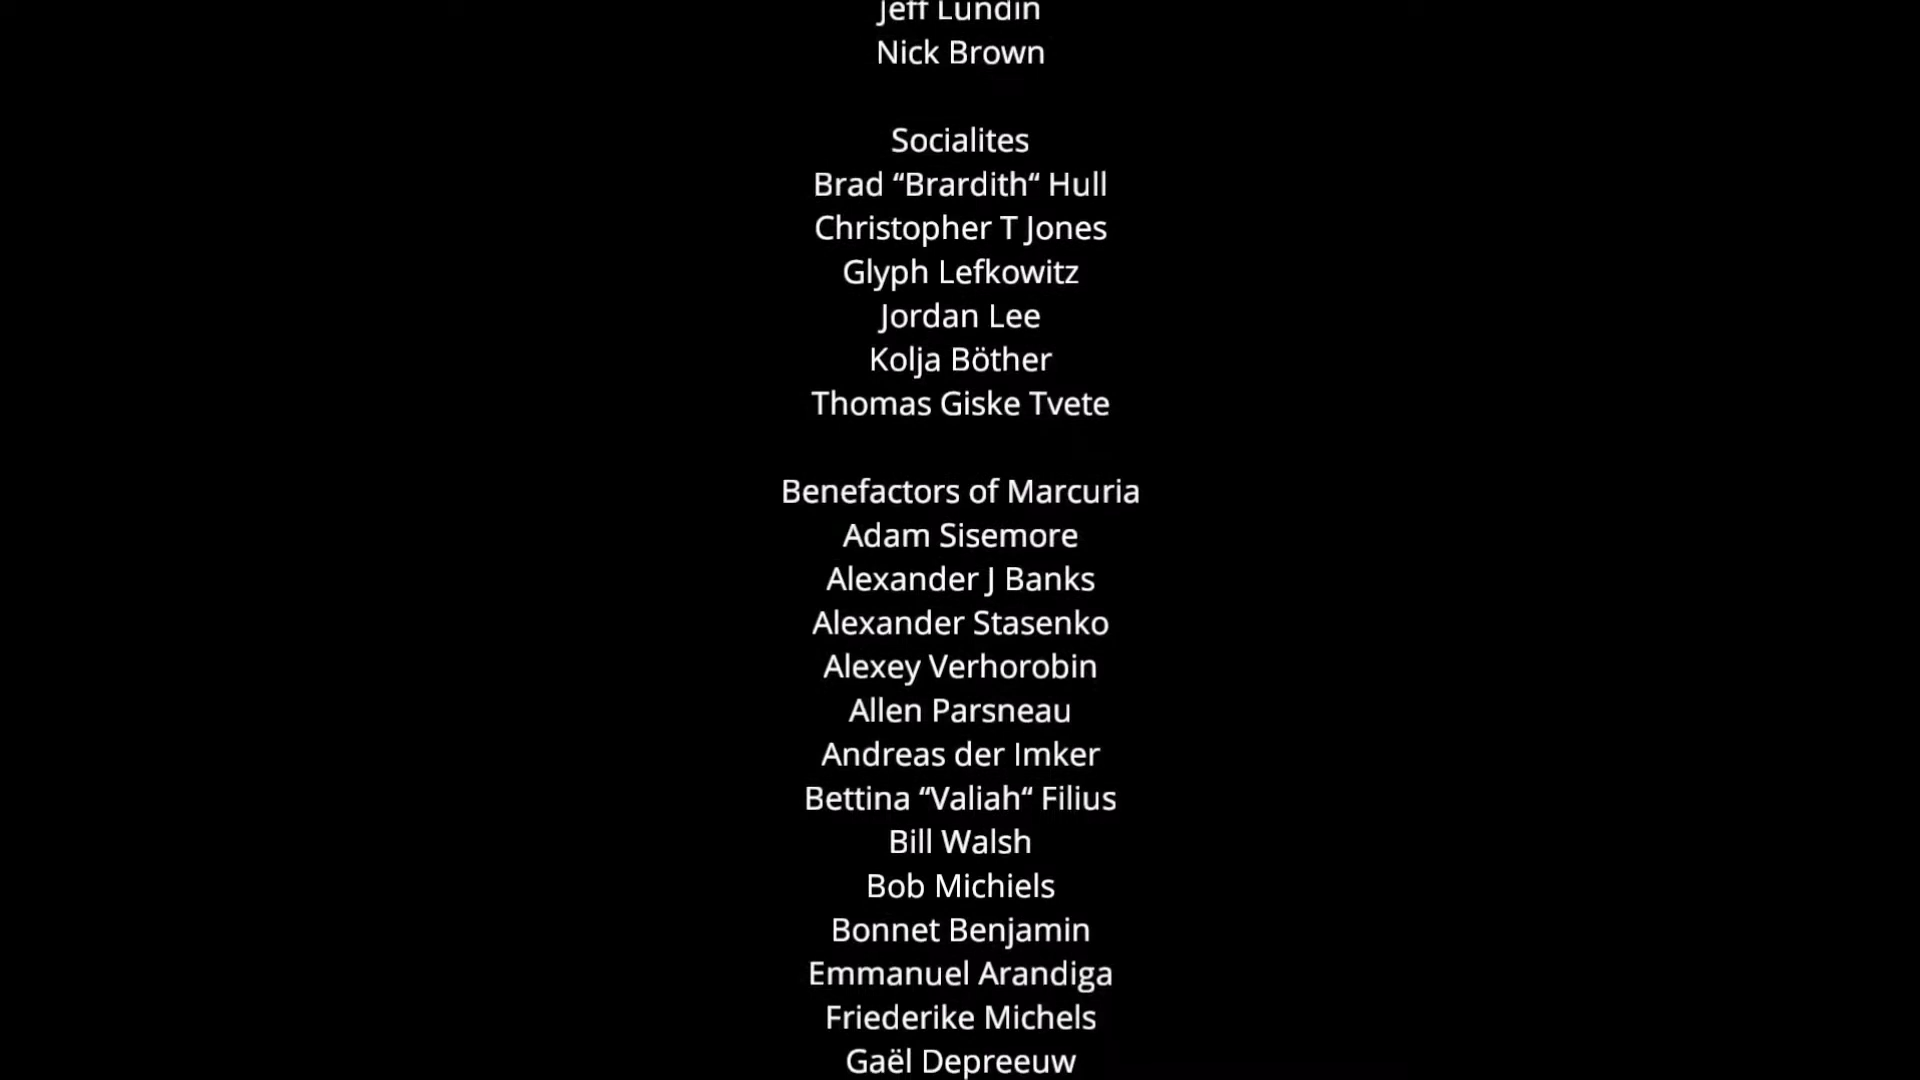 Jeff Lundin
Nick Brown
Socialites
Brad “Brardith“ Hull
Christopher T Jones
Glyph Lefkowitz
Jordan Lee
Kolja Böther
Thomas Giske Tvete
Benefactors of Marcuria
Adam Sisemore
Alexander J Banks
Alexander Stasenko
Alexey Verhorobin
Allen Parsneau
Andreas der Imker
Bettina “Valiah“ Filius
Bill Walsh
Bob Michiels
Bonnet Benjamin
Emmanuel Arandiga
Friederike Michels
Gaël Depreeuw